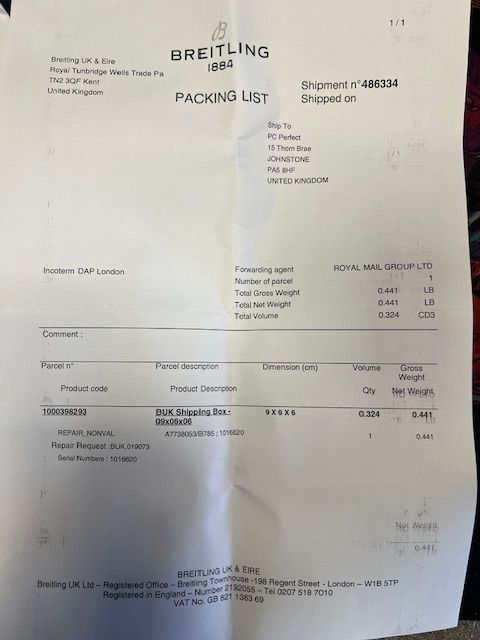 1 / 1
B
BREITLING
1884
Breitling UK & Eire
Royal Tunbridge Wells Trade Pa
TN2 3QF Kent
United Kingdom
PACKING LIST
Shipment n°486334
Shipped on
Ship To
PC Perfect
15 Thorn Brae
JOHNSTONE
PA5 8HF
UNITED KINGDOM
Incoterm DAP London
Forwarding agent ROYAL MAIL GROUP LTD
Number of parcel 1
Total Gross Weight 0.441 LB
Total Net Weight 0.441 LB
Total Volume 0.324 CD3
Comment :
Parcel n° Parcel description Dimension (cm) Volume Gross Weight
Product code Product Description Qty Net Weight
1000398293 BUK Shipping Box - 09x06x06 9 X 6 X 6 0.324 0.441
LB
REPAIR_NONVAL A7738053/B785 ; 1016620 1 0.441
Repair Request :BUK.019073
Serial Numbers : 1016620
Net Weight
0.441
BREITLING UK & EIRE
Breitling UK Ltd – Registered Office – Breitling Townhouse -198 Regent Street - London – W1B 5TP
Registered in England – Number 2192055 – Tel 0207 518 7010
VAT No. GB 821 1363 69